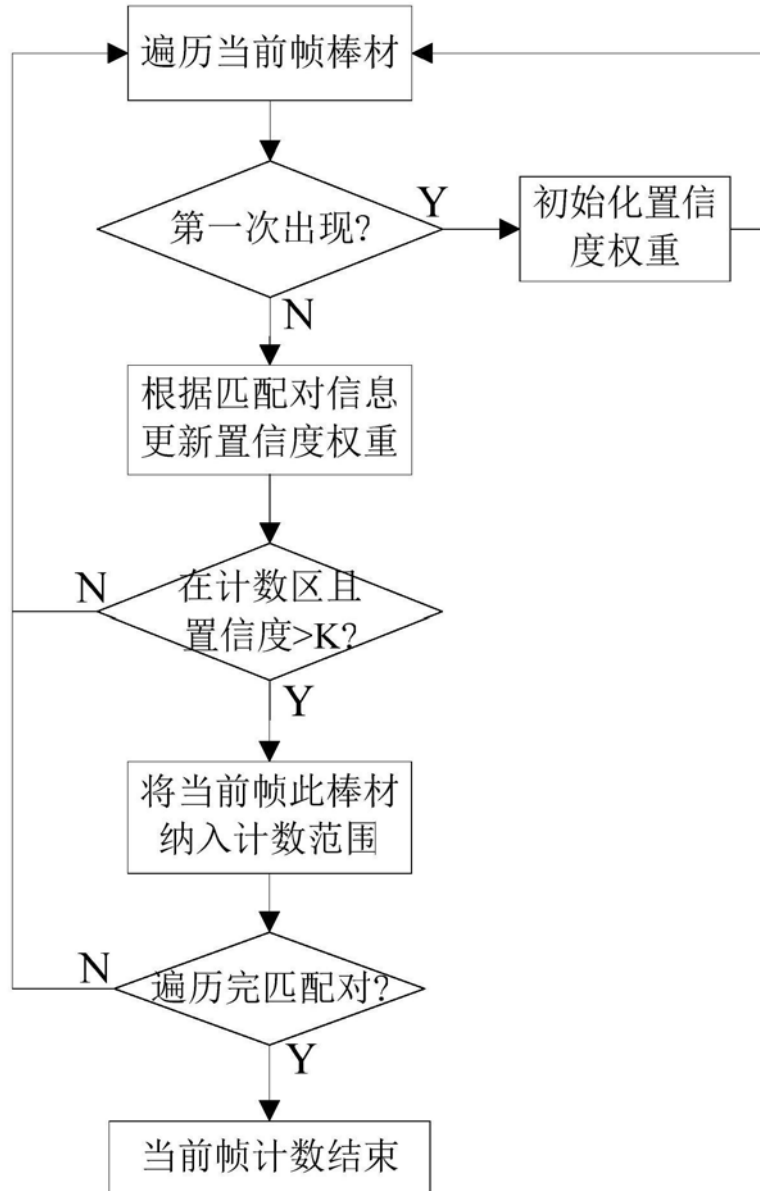 遍历当前帧棒材
第一次出现?
Y
初始化置信
度权重
N
根据匹配对信息
更新置信度权重
N
在计数区且
置信度>K?
Y
将当前帧此棒材
纳入计数范围
N
遍历完匹配对?
Y
当前帧计数结束